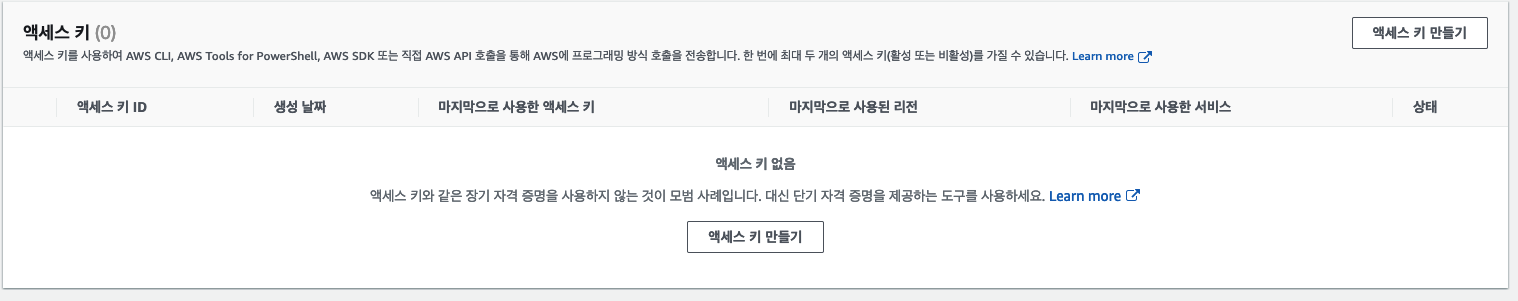 액세스 키 (0)
액세스 키 만들기
액세스 키를 사용하여 AWS CLI, AWS Tools for PowerShell, AWS SDK 또는 직접 AWS API 호출을 통해 AWS에 프로그래밍 방식 호출을 전송합니다. 한 번에 최대 두 개의 액세스 키(활성 또는 비활성)를 가질 수 있습니다. Learn more
액세스 키 ID 생성 날짜 마지막으로 사용한 액세스 키 마지막으로 사용된 리전 마지막으로 사용한 서비스 상태
액세스 키 없음
액세스 키와 같은 장기 자격 증명을 사용하지 않는 것이 모범 사례입니다. 대신 단기 자격 증명을 제공하는 도구를 사용하세요. Learn more
액세스 키 만들기